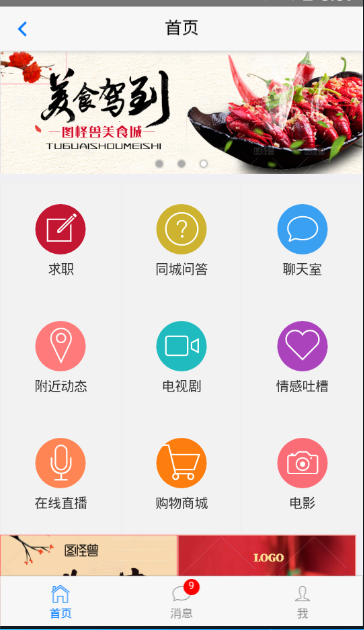 首页
美食驾到
图怪兽美食城
TUGUAISHOUMEISHI
求职
同城问答
聊天室
附近动态
电视剧
情感吐槽
在线直播
购物商城
电影
图怪兽
LOGO
9
首页
消息
我